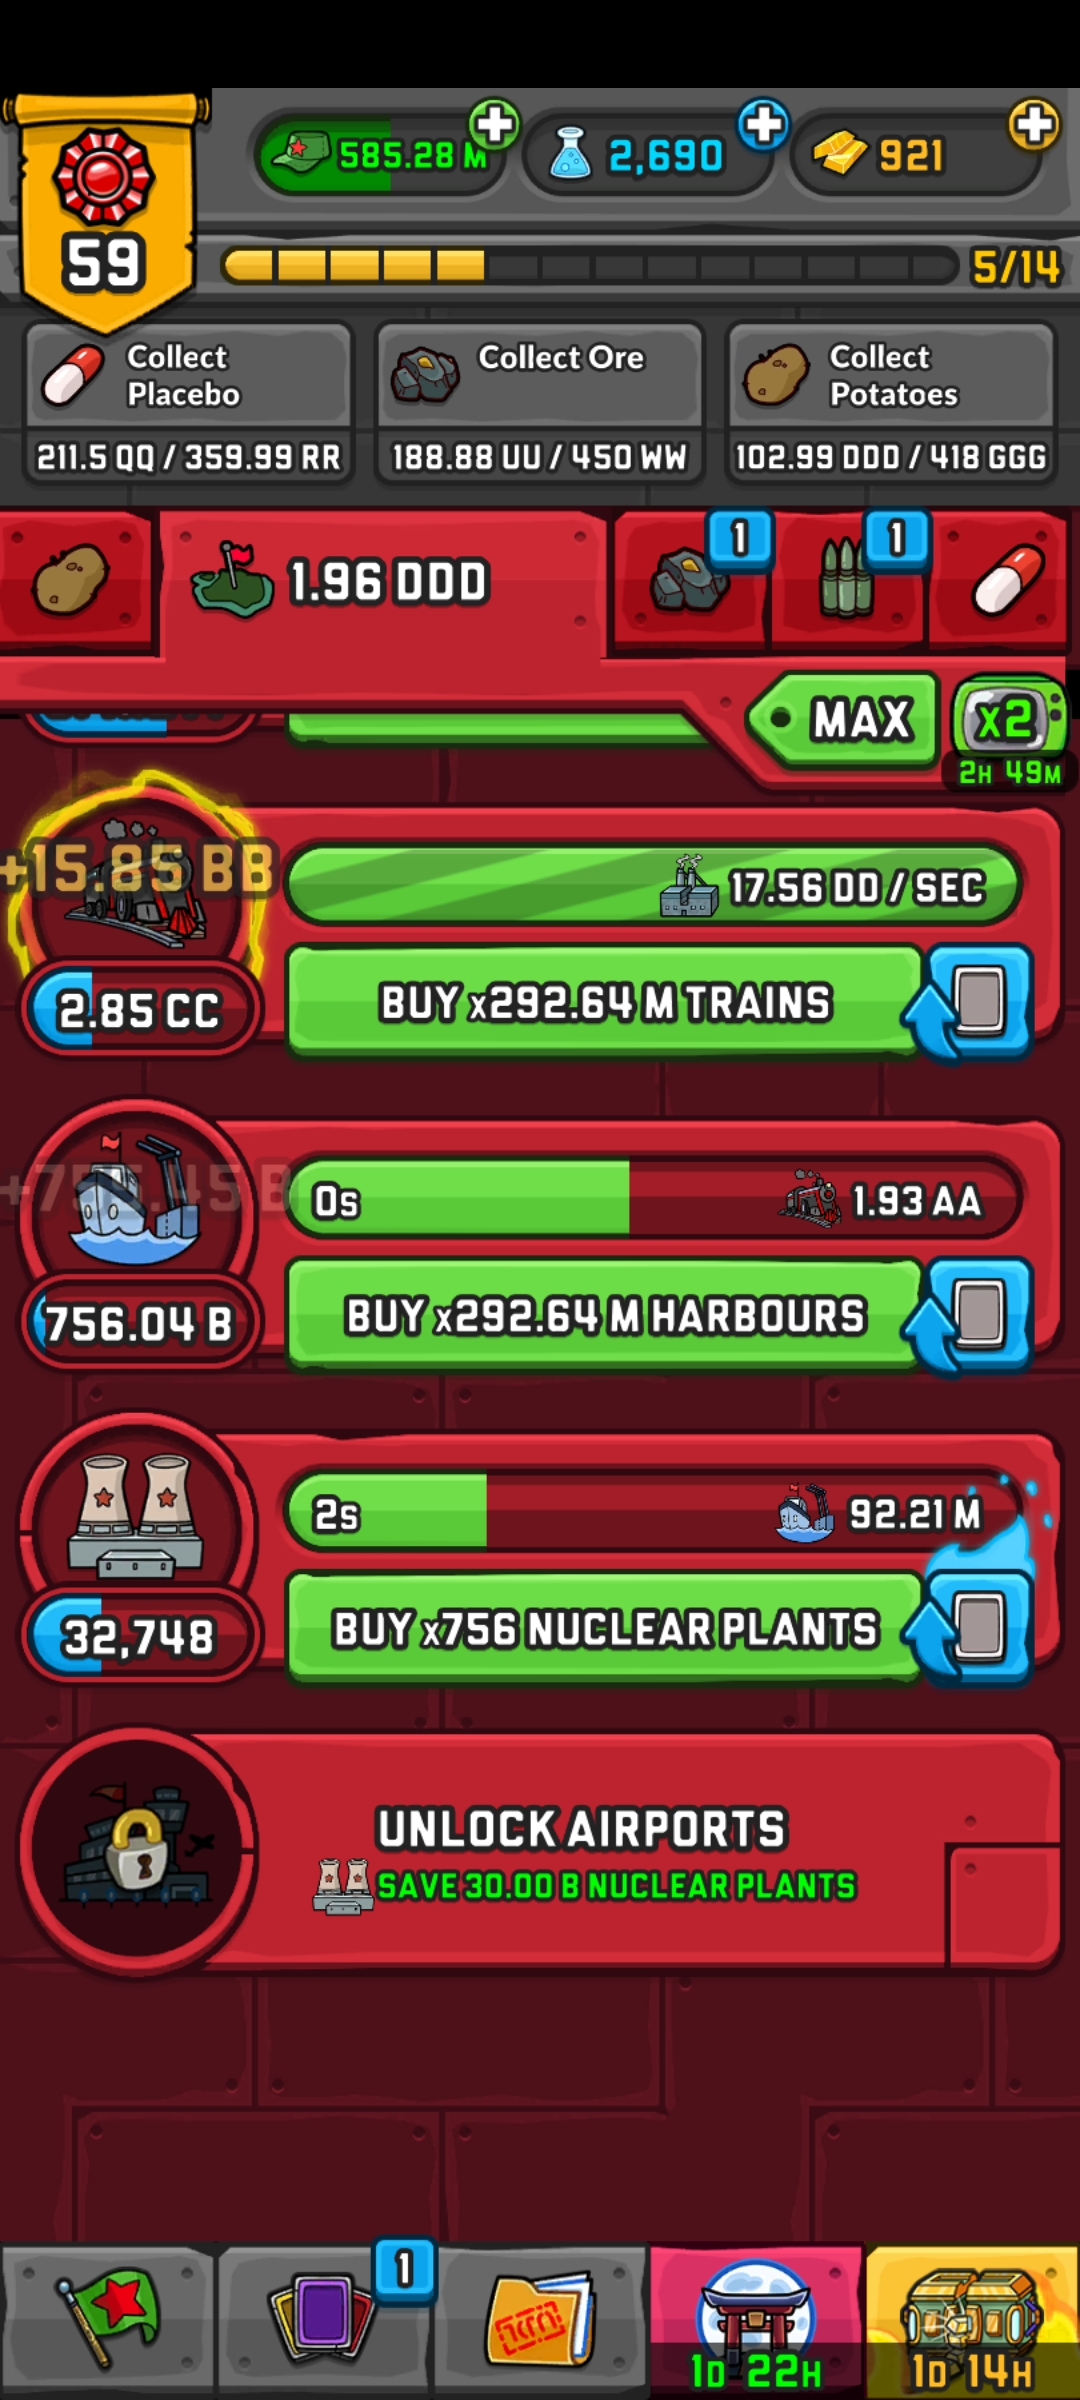 59
585.28 M
2,690
921
5/14
Collect
Placebo
211.5 QQ / 359.99 RR
Collect Ore
188.88 UU / 450 WW
Collect
Potatoes
102.99 DDD / 418 GGG
1.96 DDD
1
1
MAX
x2
2H 49M
+15.85 BB
17.56 DD / SEC
2.85 CC
BUY x292.64 M TRAINS
+756.45 B
0s
1.93 AA
756.04 B
BUY x292.64 M HARBOURS
2s
92.21 M
32,748
BUY x756 NUCLEAR PLANTS
UNLOCK AIRPORTS
SAVE 30.00 B NUCLEAR PLANTS
1
1D 22H
1D 14H